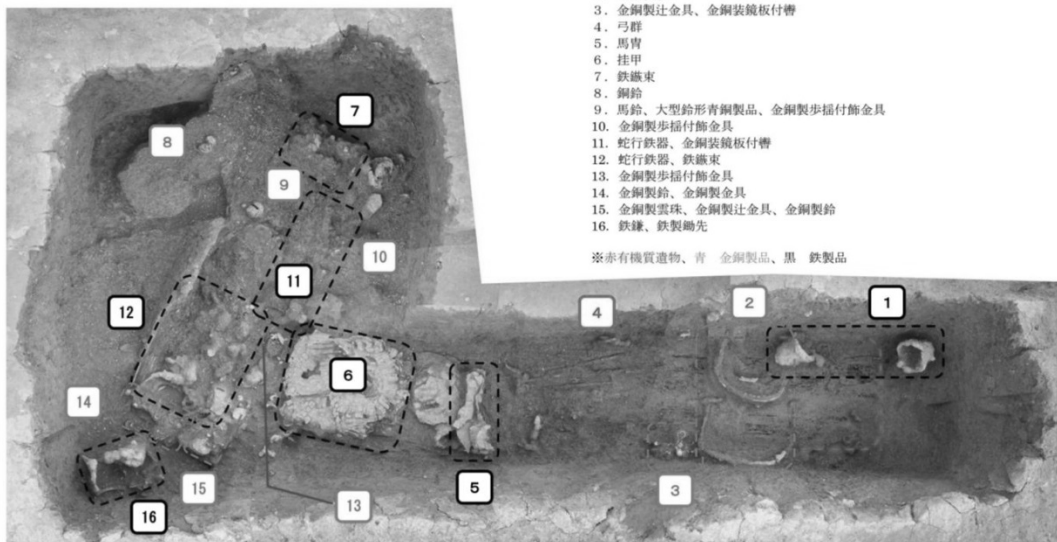 3. 金銅製辻金具、金銅装鏡板付轡
4. 弓群
5. 馬冑
6. 挂甲
7. 鉄鏃束
8. 銅鈴
9. 馬鈴、大型鈴形青銅製品、金銅製歩揺付飾金具
10. 金銅製歩揺付飾金具
11. 蛇行鉄器、金銅装鏡板付轡
12. 蛇行鉄器、鉄鏃束
13. 金銅製歩揺付飾金具
14. 金銅製鈴、金銅製金具
15. 金銅製雲珠、金銅製辻金具、金銅製鈴
16. 鉄鎌、鉄製鋤先
※赤有機質遺物、青 金銅製品、黒 鉄製品
7
8
9
10
11
12
4
2
1
6
14
15
13
5
3
16